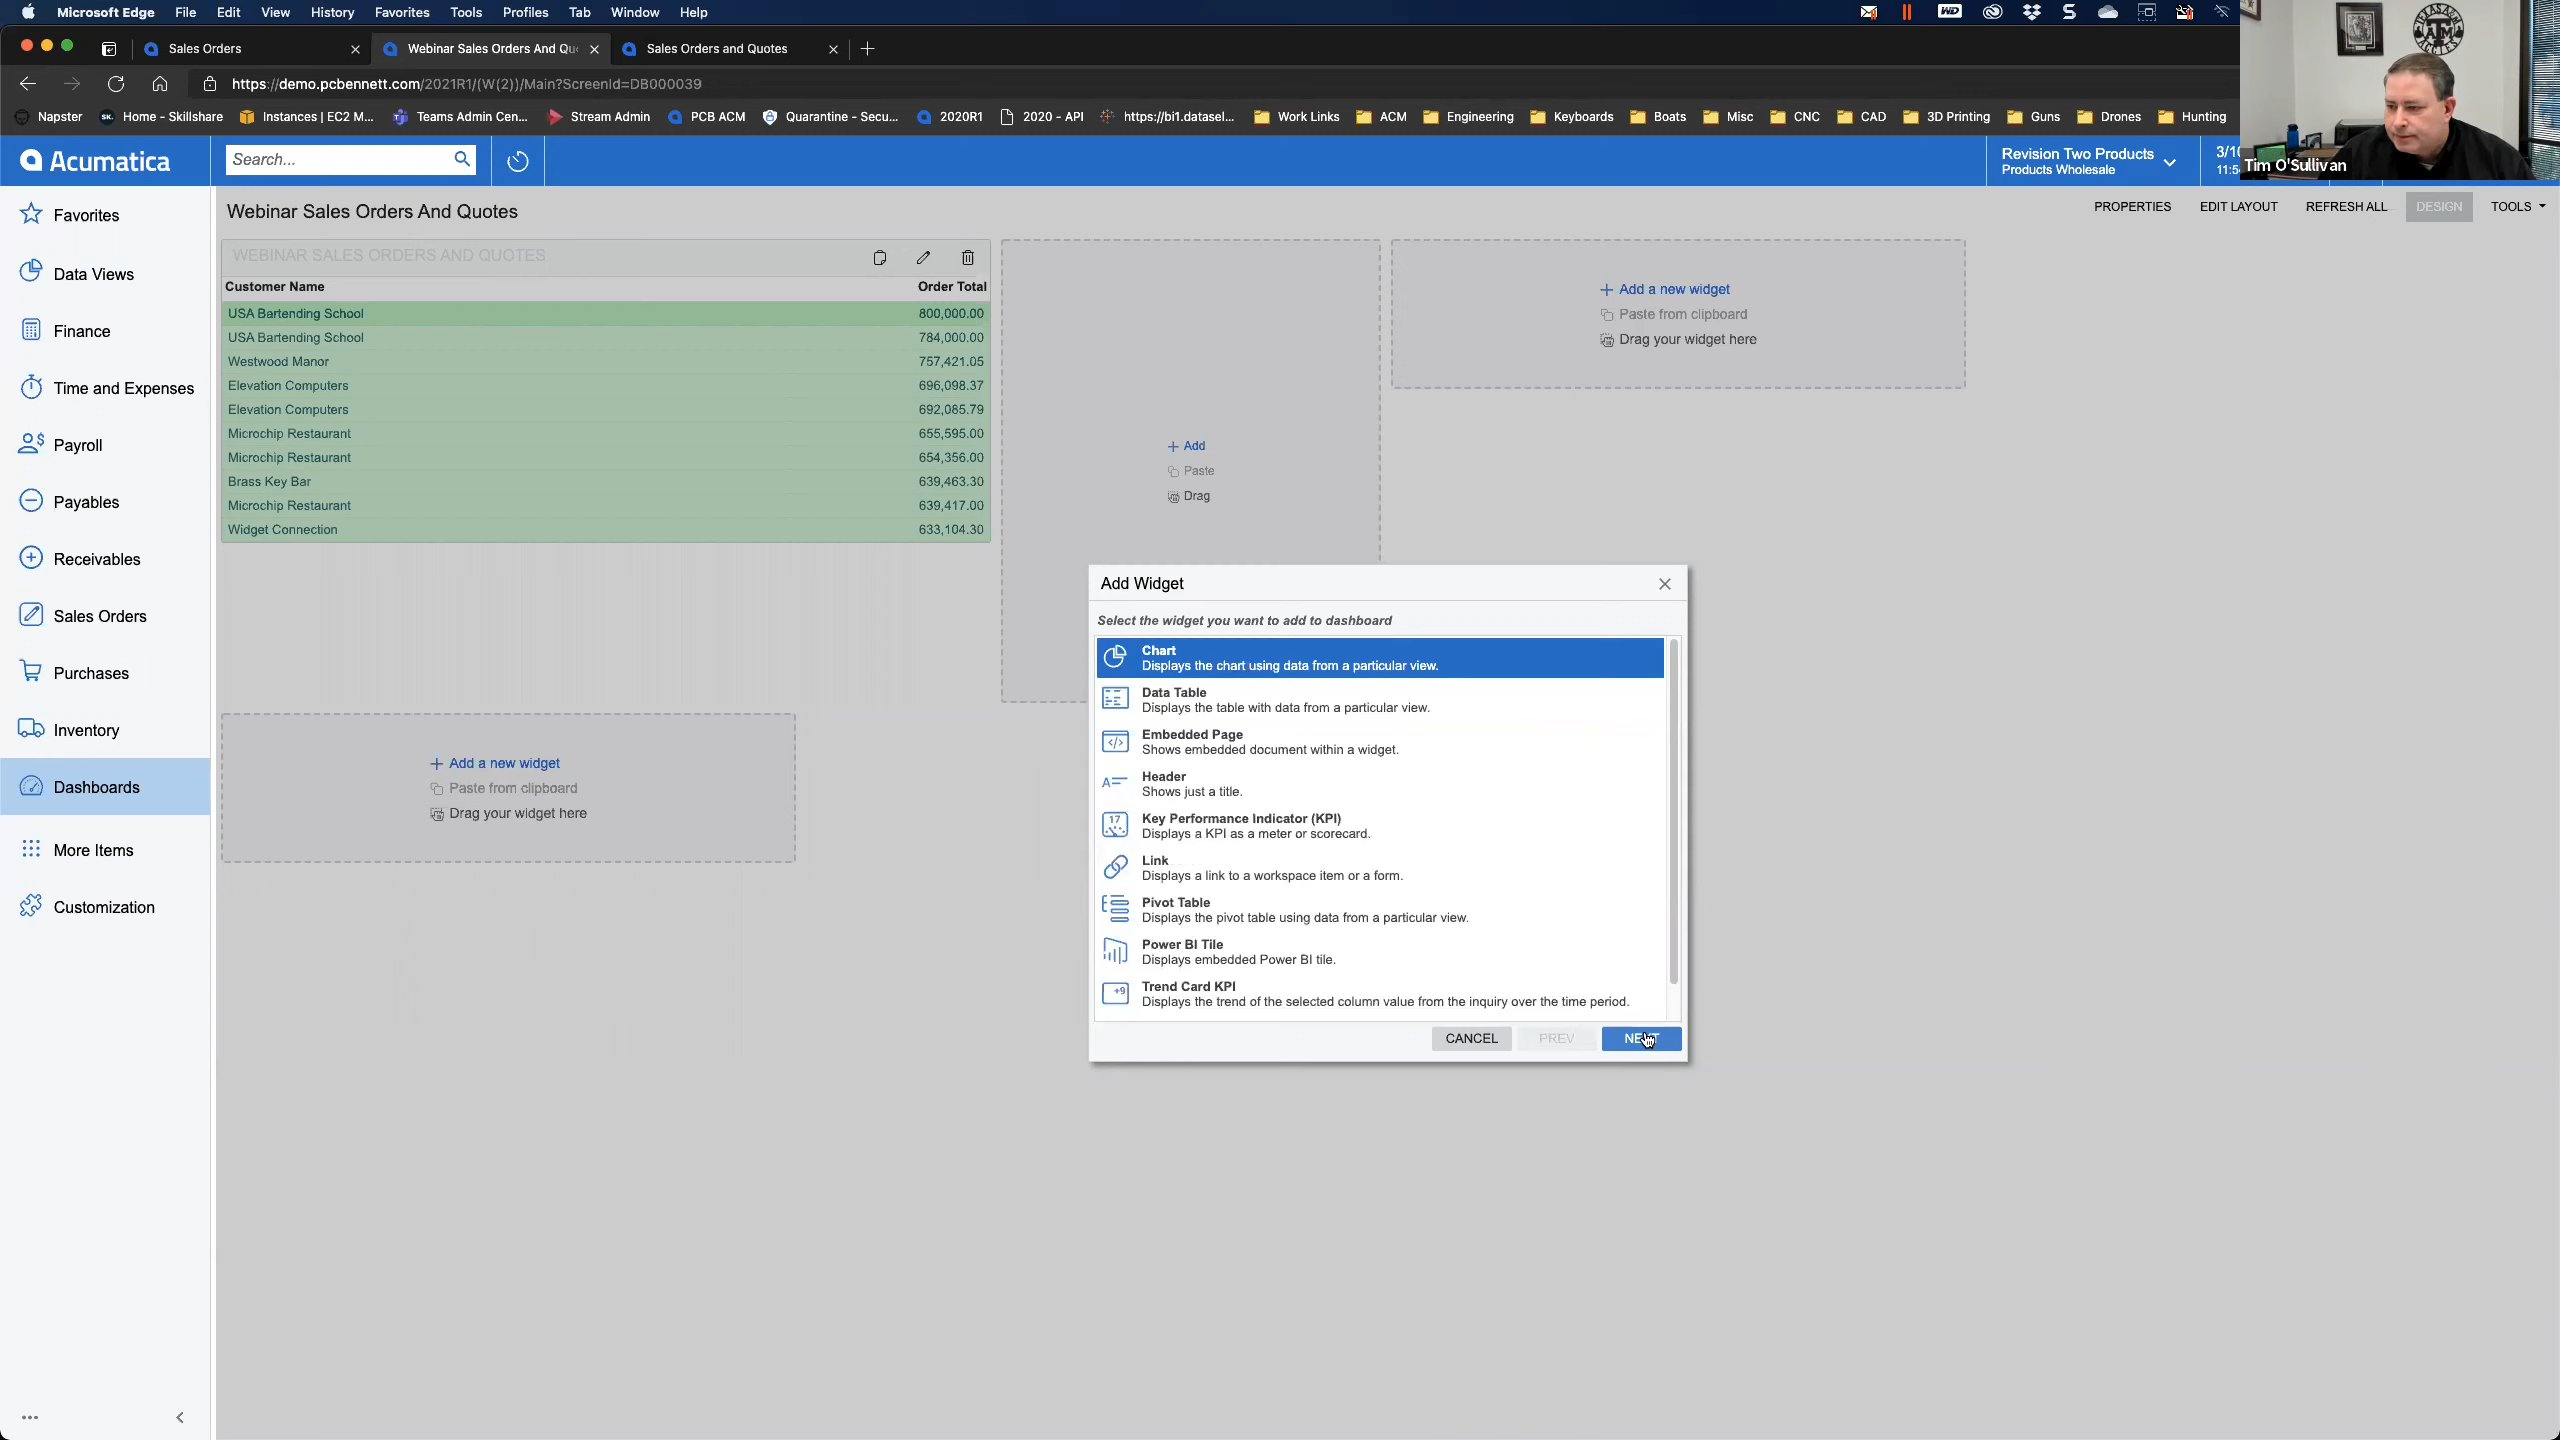 Microsoft Edge File Edit View History Favorites Tools Profiles Tab Window Help
Sales Orders
Webinar Sales Orders And Qu
Sales Orders and Quotes
https://demo.pcbennett.com/2021R1/(W(2))/Main?ScreenId=DB000039
Napster
Home - Skillshare
Instances | EC2 M...
Teams Admin Cen...
Stream Admin
PCB ACM
Quarantine - Secu...
2020R1
2020 - API
https://bi1.datasel...
Work Links
ACM
Engineering
Keyboards
Boats
Misc
CNC
CAD
3D Printing
Guns
Drones
Hunting
TEXAS A&M
AGGIES
Tim O'Sullivan
Acumatica
Search...
Revision Two Products
Products Wholesale
Favorites
Data Views
Finance
Time and Expenses
Payroll
Payables
Receivables
Sales Orders
Purchases
Inventory
Dashboards
More Items
Customization
Webinar Sales Orders And Quotes
PROPERTIES EDIT LAYOUT REFRESH ALL DESIGN TOOLS
WEBINAR SALES ORDERS AND QUOTES
Customer Name Order Total
USA Bartending School 800,000.00
USA Bartending School 784,000.00
Westwood Manor 757,421.05
Elevation Computers 696,098.37
Elevation Computers 692,085.79
Microchip Restaurant 655,595.00
Microchip Restaurant 654,356.00
Brass Key Bar 639,463.30
Microchip Restaurant 639,417.00
Widget Connection 633,104.30
+ Add
Paste
Drag
+ Add a new widget
Paste from clipboard
Drag your widget here
+ Add a new widget
Paste from clipboard
Drag your widget here
Add Widget
Select the widget you want to add to dashboard
Chart
Displays the chart using data from a particular view.
Data Table
Displays the table with data from a particular view.
Embedded Page
Shows embedded document within a widget.
Header
Shows just a title.
Key Performance Indicator (KPI)
Displays a KPI as a meter or scorecard.
Link
Displays a link to a workspace item or a form.
Pivot Table
Displays the pivot table using data from a particular view.
Power BI Tile
Displays embedded Power BI tile.
Trend Card KPI
Displays the trend of the selected column value from the inquiry over the time period.
CANCEL PREV NEXT